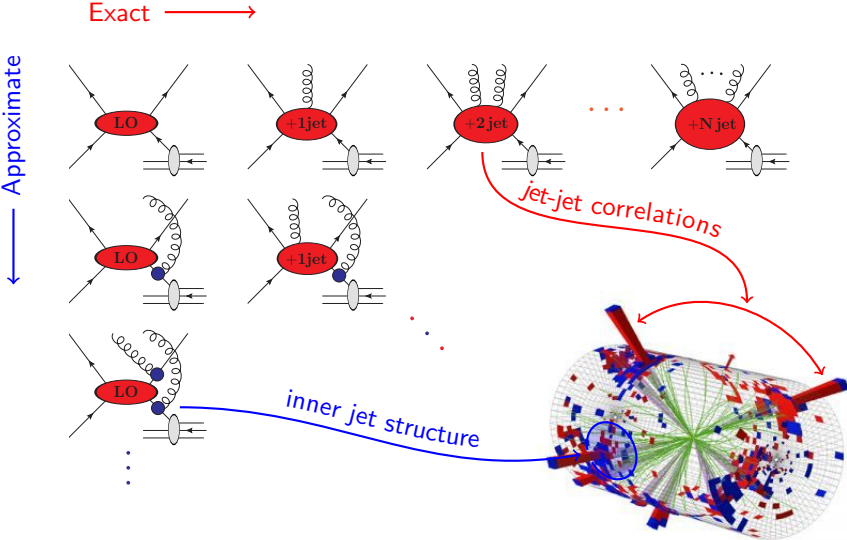 Exact
Approximate
LO
+1jet
+2 jet
· · ·
+N jet
· · ·
jet-jet correlations
LO
+1jet
LO
inner jet structure